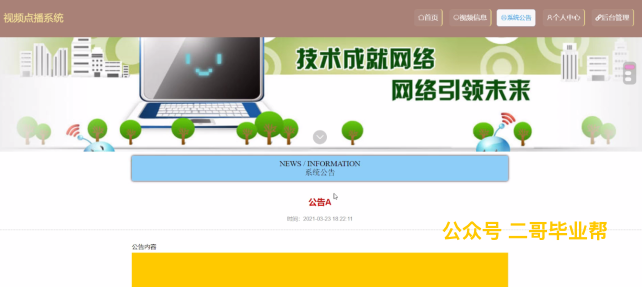 视频点播系统
首页
视频信息
系统公告
个人中心
后台管理
技术成就网络
网络引领未来
NEWS / INFORMATION
系统公告
公告A
时间：2021-03-23 18:22:11
公众号 二哥毕业帮
公告内容